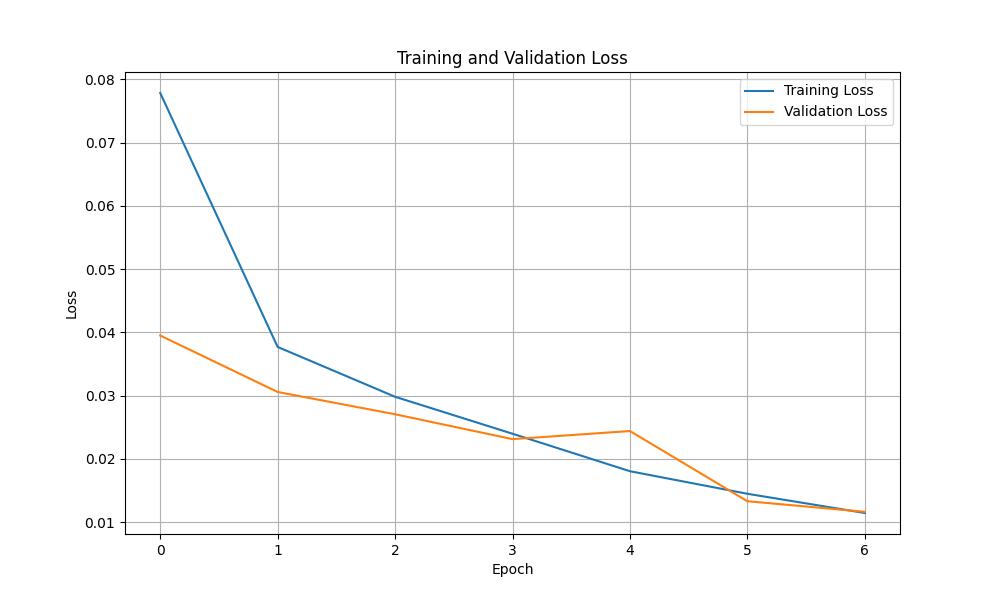 Training and Validation Loss
Training Loss
Validation Loss
0.08
0.07
0.06
0.05
0.04
0.03
0.02
0.01
Loss
0 1 2 3 4 5 6
Epoch